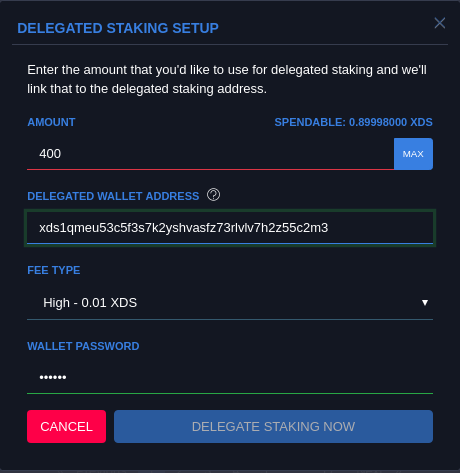 DELEGATED STAKING SETUP
Enter the amount that you'd like to use for delegated staking and we'll
link that to the delegated staking address.
AMOUNT SPENDABLE: 0.89998000 XDS
400 MAX
DELEGATED WALLET ADDRESS
xds1qmeu53c5f3s7k2yshvasfz73rlvlv7h2z55c2m3
FEE TYPE
High - 0.01 XDS
WALLET PASSWORD
••••••
CANCEL DELEGATE STAKING NOW